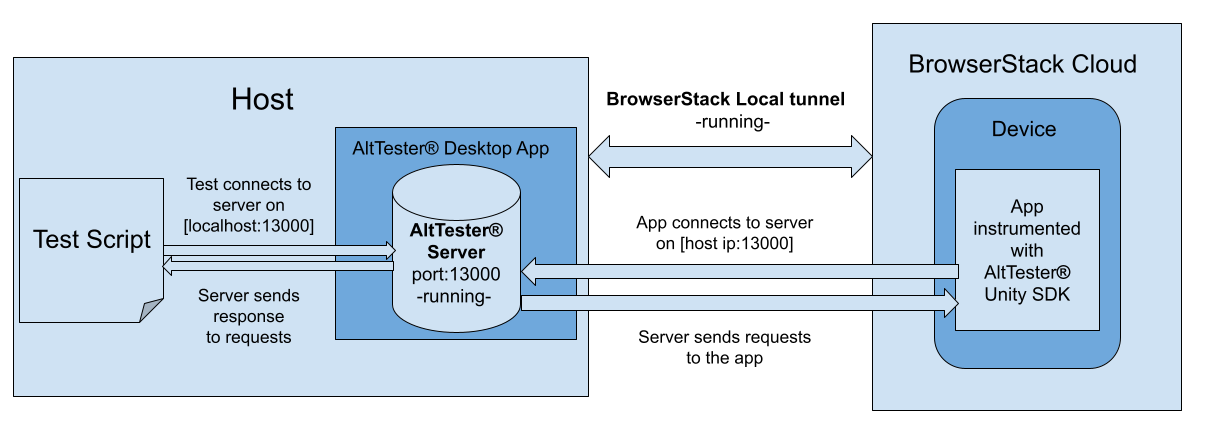 Host
Test Script
Test connects to
server on
[localhost:13000]
Server sends
response
to requests
AltTester® Desktop App
AltTester®
Server
port:13000
-running-
BrowserStack Local tunnel
-running-
App connects to server
on [host ip:13000]
Server sends requests
to the app
BrowserStack Cloud
Device
App
instrumented
with
AltTester®
Unity SDK